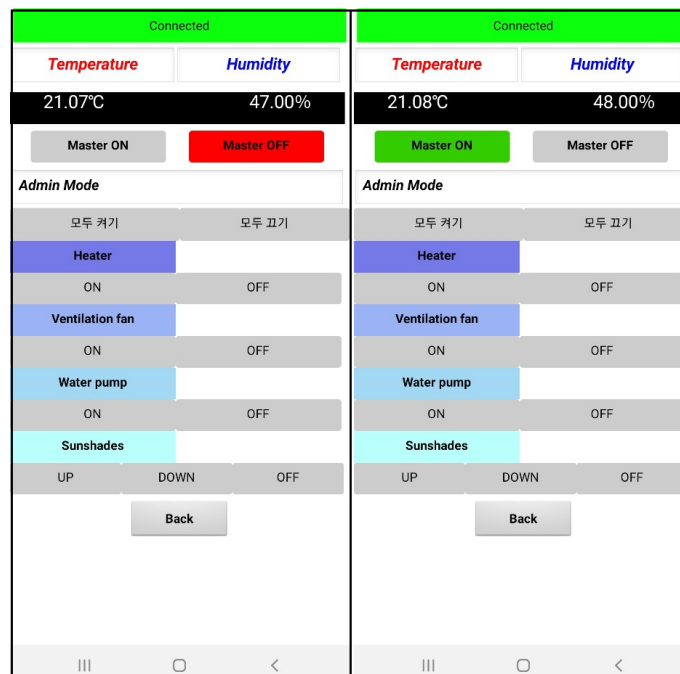 Connected
Temperature Humidity
21.07℃ 47.00%
Master ON Master OFF
Admin Mode
모두 켜기 모두 끄기
Heater
ON OFF
Ventilation fan
ON OFF
Water pump
ON OFF
Sunshades
UP DOWN OFF
Back
Connected
Temperature Humidity
21.08℃ 48.00%
Master ON Master OFF
Admin Mode
모두 켜기 모두 끄기
Heater
ON OFF
Ventilation fan
ON OFF
Water pump
ON OFF
Sunshades
UP DOWN OFF
Back